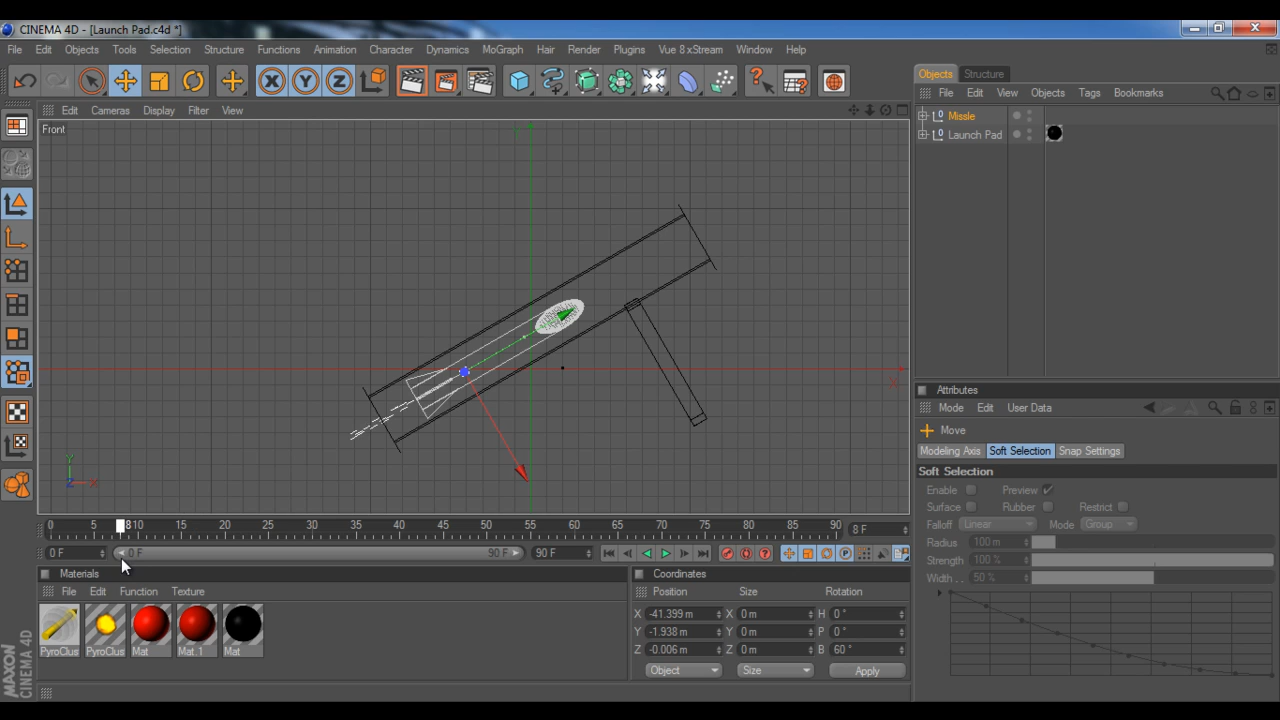 CINEMA 4D - [Launch Pad.c4d *]
File Edit Objects Tools Selection Structure Functions Animation Character Dynamics MoGraph Hair Render Plugins Vue 8 xStream Window Help
Edit Cameras Display Filter View
Front
Y
X
Y
Z X
0 5 8 10 15 20 25 30 35 40 45 50 55 60 65 70 75 80 85 90 8 F
0 F 0 F 90 F 90 F
Materials
File Edit Function Texture
PyroClus PyroClus Mat Mat.1 Mat
Coordinates
Position Size Rotation
X -41.399 m X 0 m H 0 °
Y -1.938 m Y 0 m P 0 °
Z -0.006 m Z 0 m B 60 °
Object Size Apply
Objects Structure
File Edit View Objects Tags Bookmarks
0 Missle
0 Launch Pad
Attributes
Mode Edit User Data
Move
Modeling Axis Soft Selection Snap Settings
Soft Selection
Enable Preview
Surface Rubber Restrict
Falloff Linear Mode Group
Radius 100 m
Strength 100 %
Width . . 50 %
MAXON
CINEMA 4D